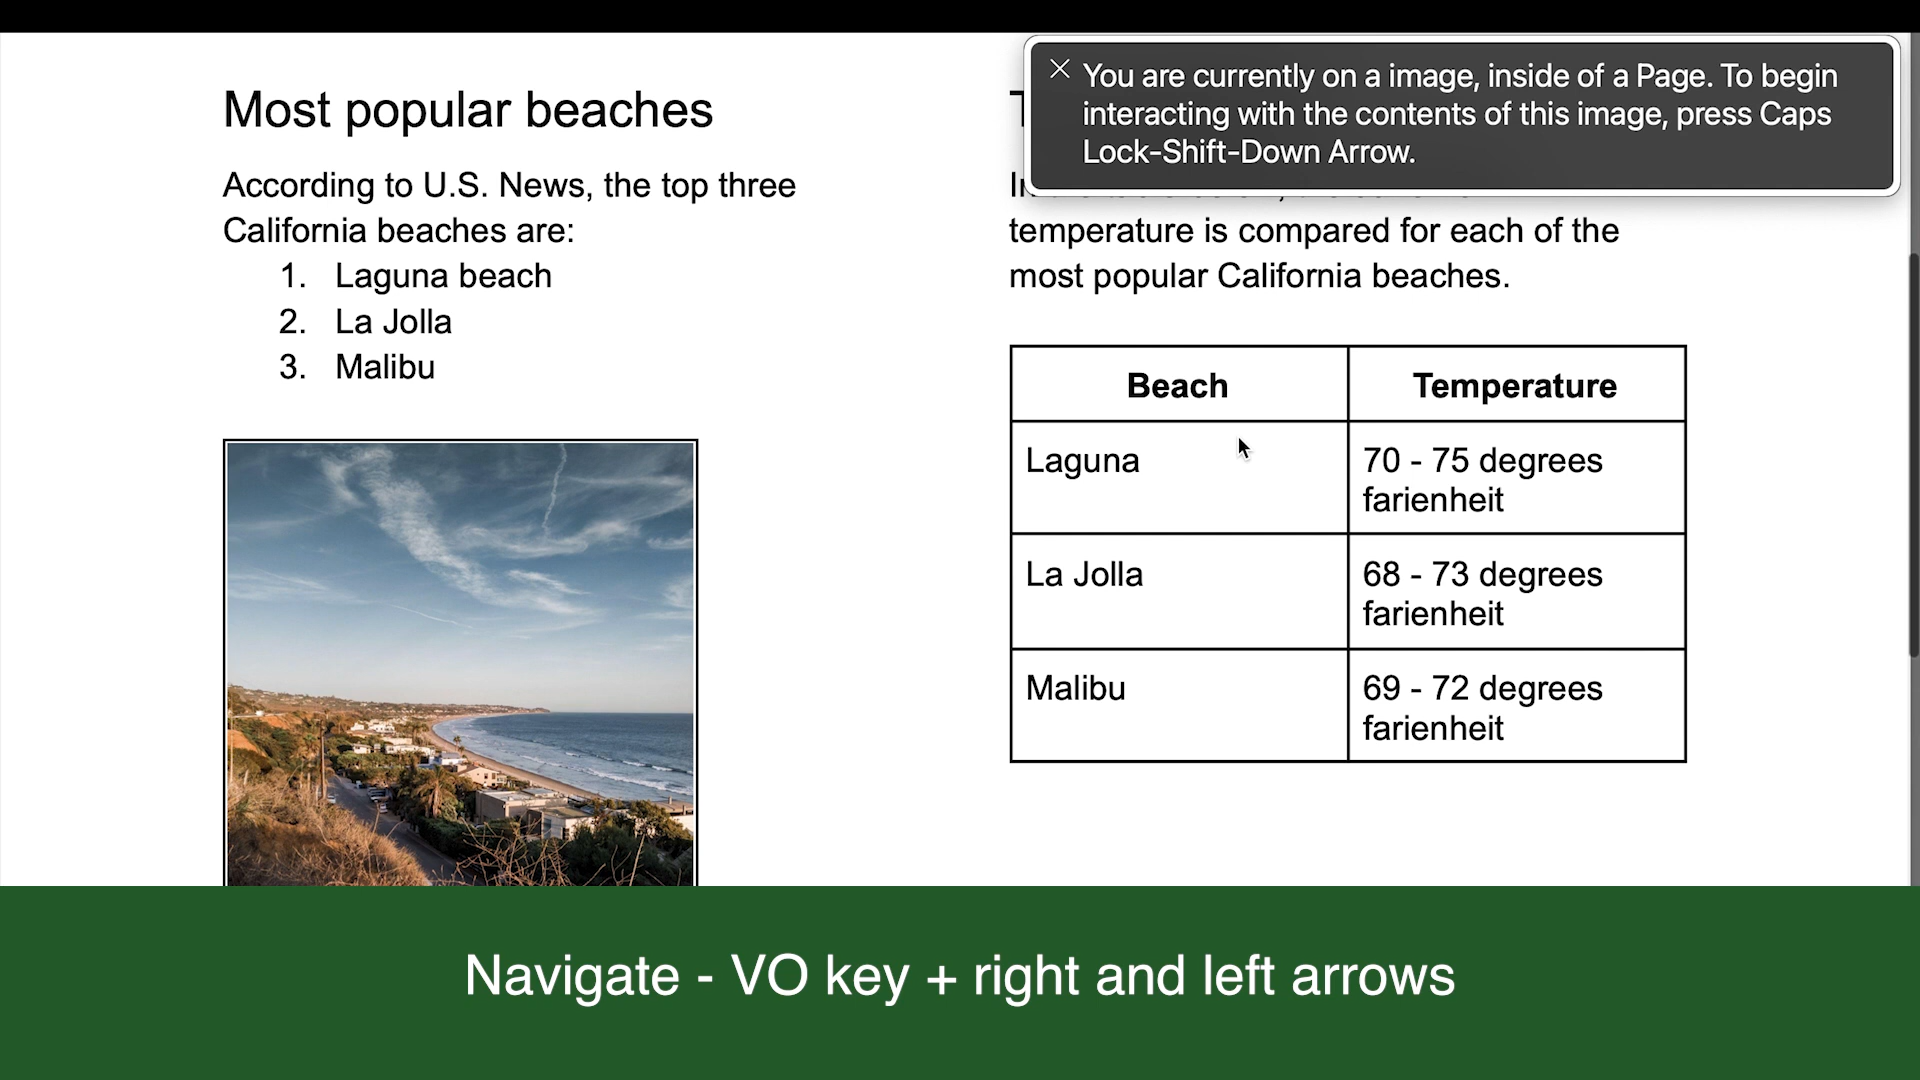 Most popular beaches
According to U.S. News, the top three
California beaches are:
1. Laguna beach
2. La Jolla
3. Malibu
You are currently on a image, inside of a Page. To begin
interacting with the contents of this image, press Caps
Lock-Shift-Down Arrow.
temperature is compared for each of the
most popular California beaches.
Beach Temperature
Laguna 70 - 75 degrees
farienheit
La Jolla 68 - 73 degrees
farienheit
Malibu 69 - 72 degrees
farienheit
Navigate - VO key + right and left arrows